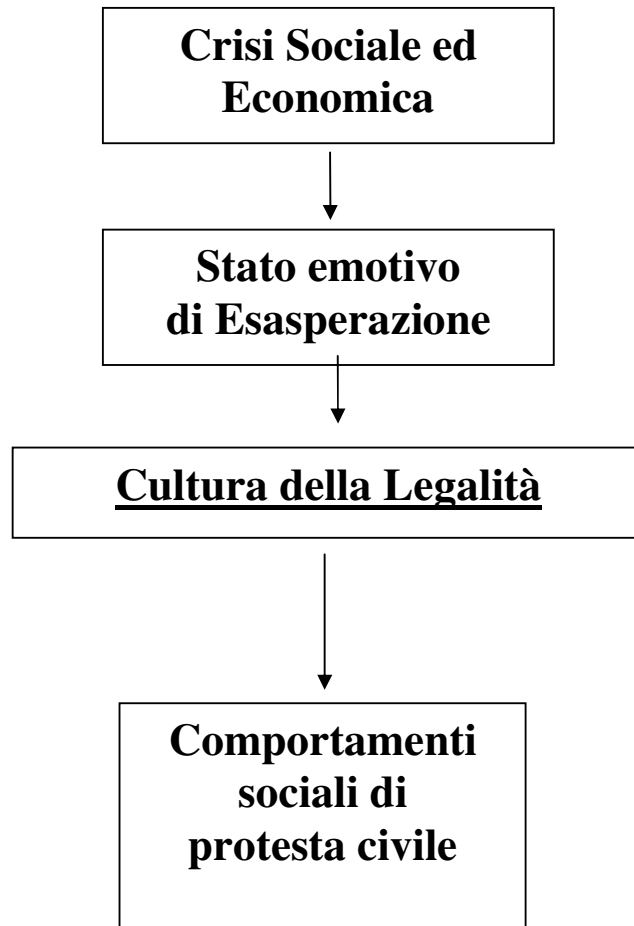 Crisi Sociale ed
Economica
Stato emotivo
di Esasperazione
Cultura della Legalità
Comportamenti
sociali di
protesta civile